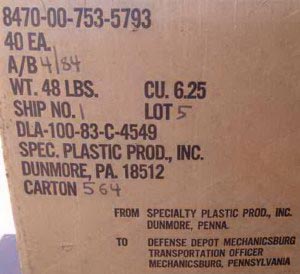 8470-00-753-5793
40 EA.
A/B 4/84
WT. 48 LBS. CU. 6.25
SHIP NO. 1 LOT 5
DLA-100-83-C-4549
SPEC. PLASTIC PROD., INC.
DUNMORE, PA. 18512
CARTON 564
FROM SPECIALTY PLASTIC PROD., INC.
DUNMORE, PENNA.
TO DEFENSE DEPOT MECHANICSBURG
TRANSPORTATION OFFICER
MECHANICSBURG, PENNSYLVANIA